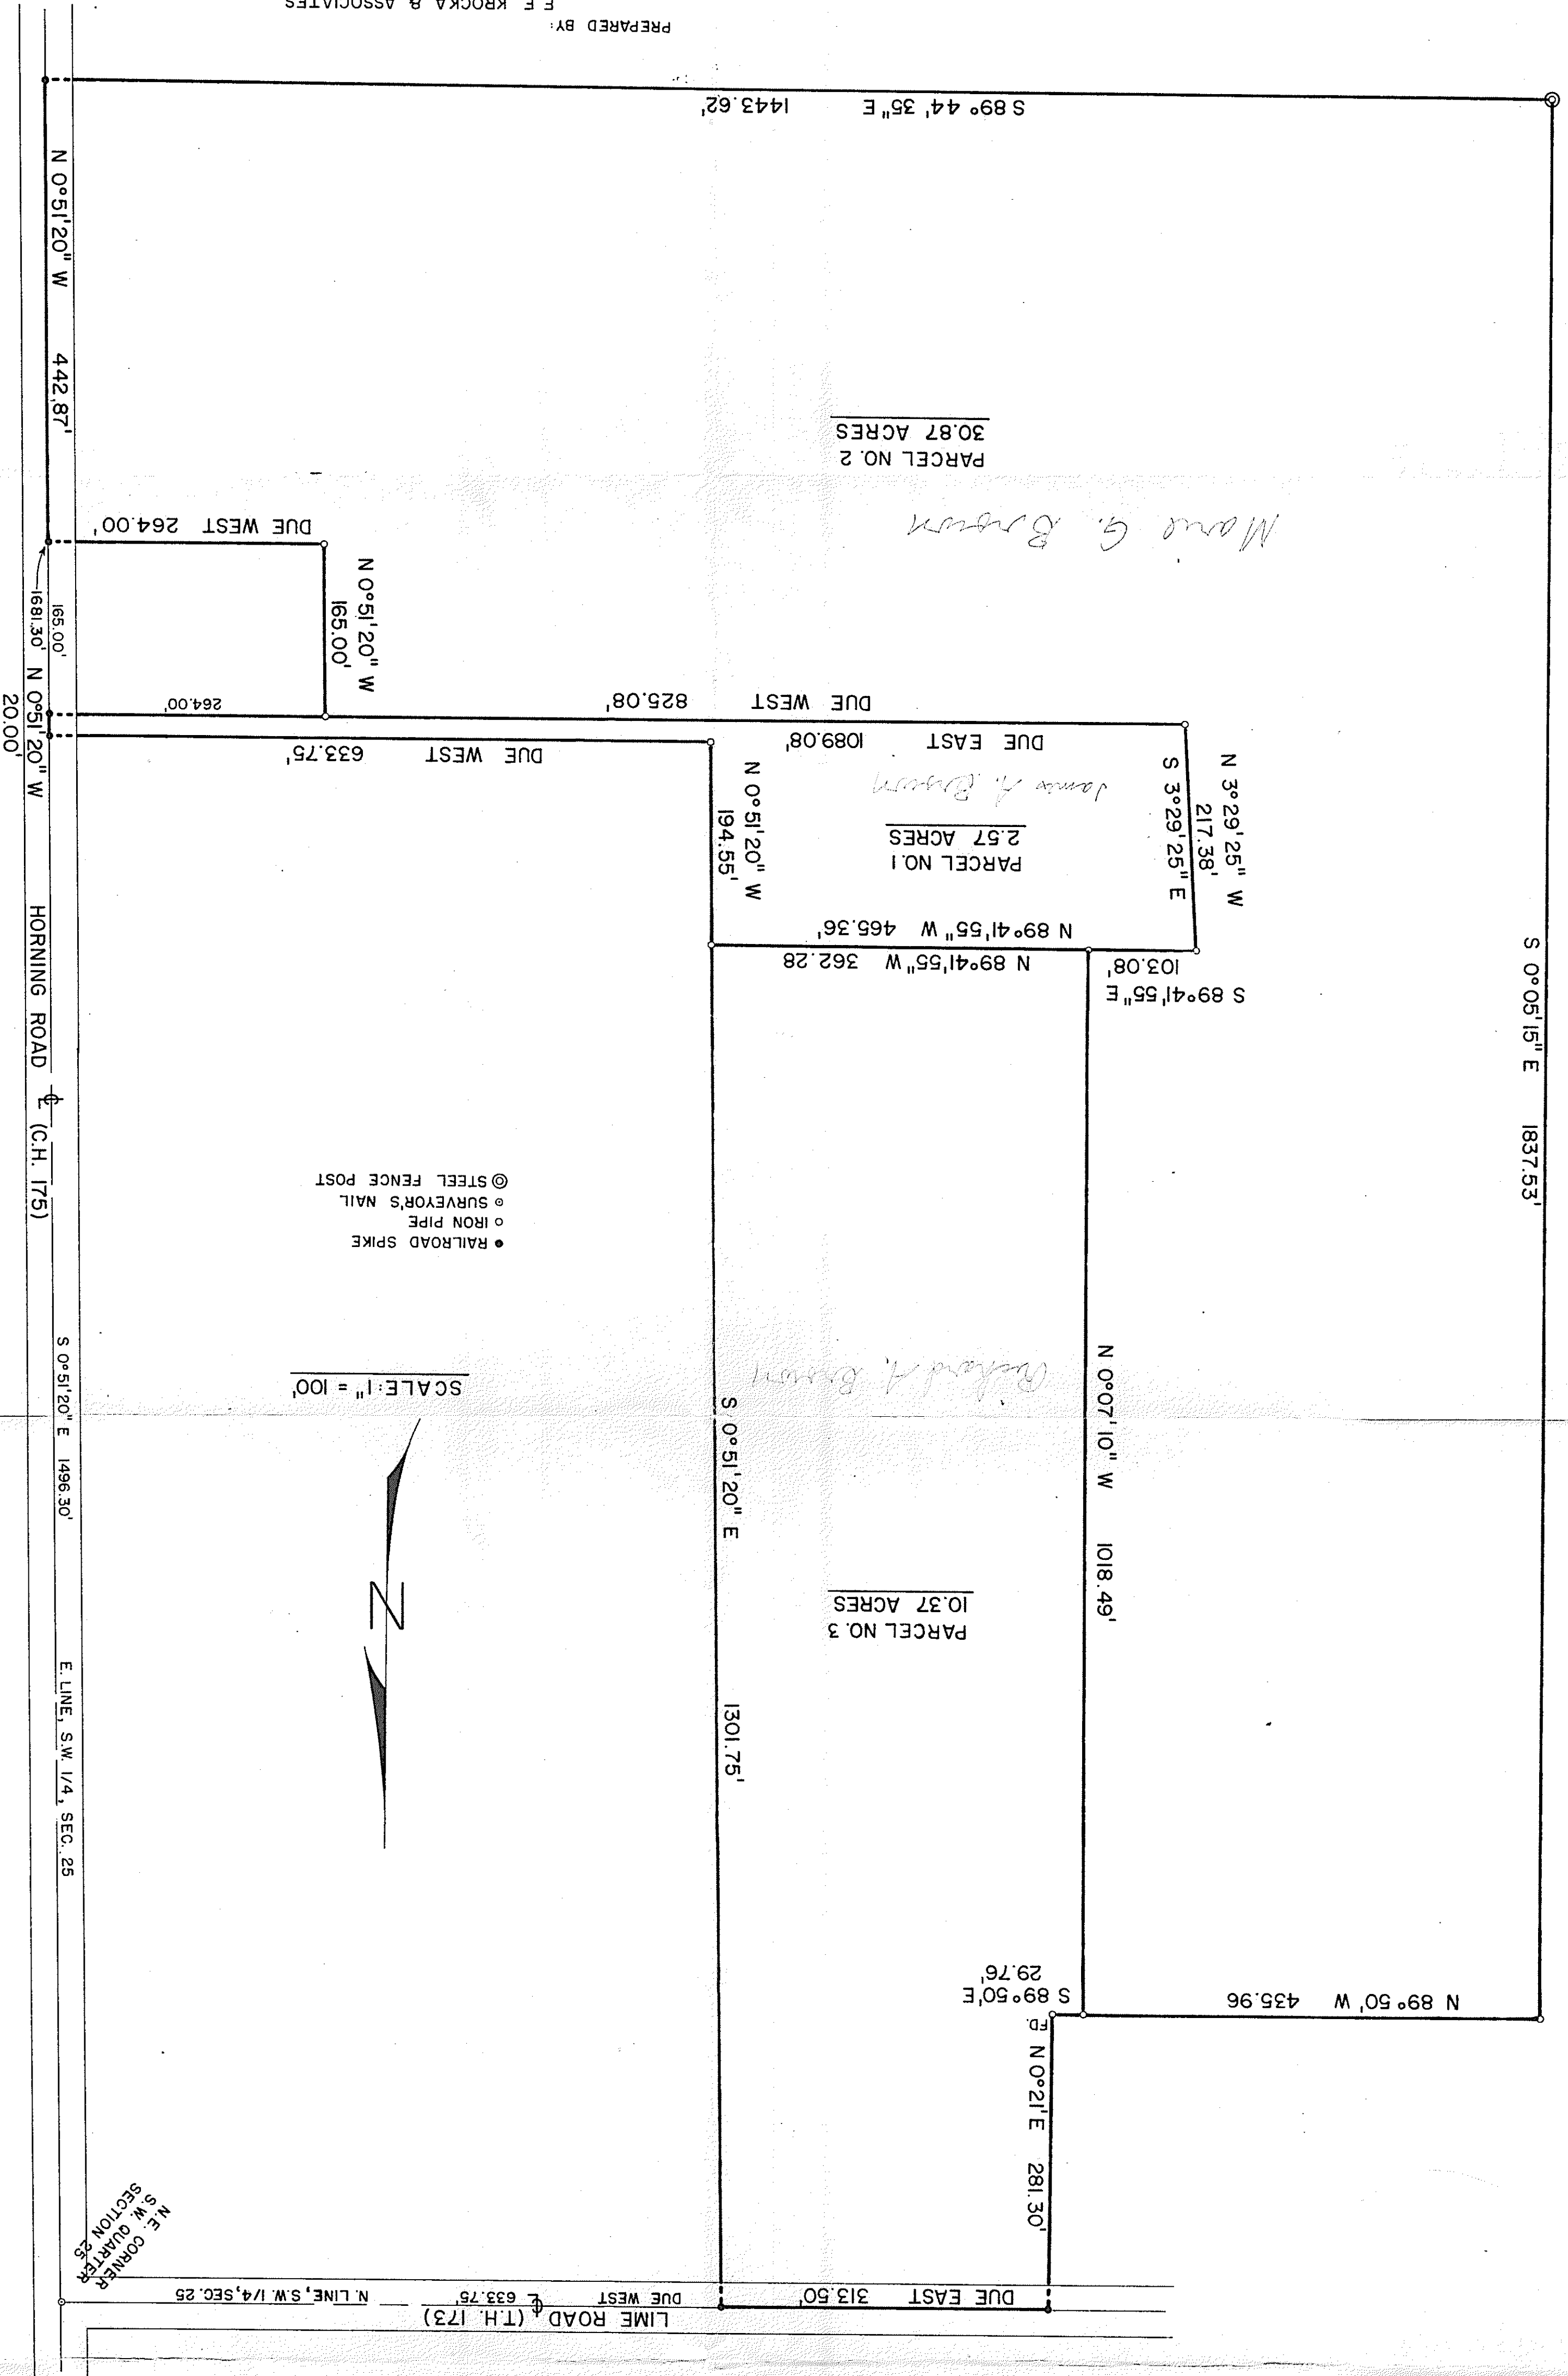 LIME ROAD ℄ (T.H. 173)
DUE EAST 313.50'
DUE WEST 633.75'
N. LINE, S.W. 1/4, SEC. 25
N.E. CORNER
S.W. QUARTER
SECTION 25
N 0°21' E 281.30'
FD.
N 89°50' W 435.96
S 89°50' E
29.76'
PARCEL NO. 3
10.37 ACRES
Richard A. Brown
N 0°07'10" W 1018.49'
S 0°51'20" E 1301.75'
N
SCALE: 1" = 100'
● RAILROAD SPIKE
○ IRON PIPE
⊙ SURVEYOR'S NAIL
◎ STEEL FENCE POST
E. LINE, S.W. 1/4, SEC. 25
S 0°51'20" E 1496.30'
HORNING ROAD ℄ (C.H. 175)
S 0°05'15" E 1837.53'
S 89°41'55" E
103.08'
N 89°41'55" W 362.28
N 89°41'55" W 465.36'
PARCEL NO. 1
2.57 ACRES
Jamie A. Brown
N 3°29'25" W
217.38'
S 3°29'25" E
N 0°51'20" W
194.55'
DUE EAST 1089.08'
DUE WEST 633.75'
DUE WEST 825.08'
264.00'
N 0°51'20" W
20.00'
1681.30'
165.00'
N 0°51'20" W
165.00'
DUE WEST 264.00'
Marie G. Brown
PARCEL NO. 2
30.87 ACRES
N 0°51'20" W 442.87'
S 89°44'35" E 1443.62'
PREPARED BY:
F. E. KROCKA & ASSOCIATES